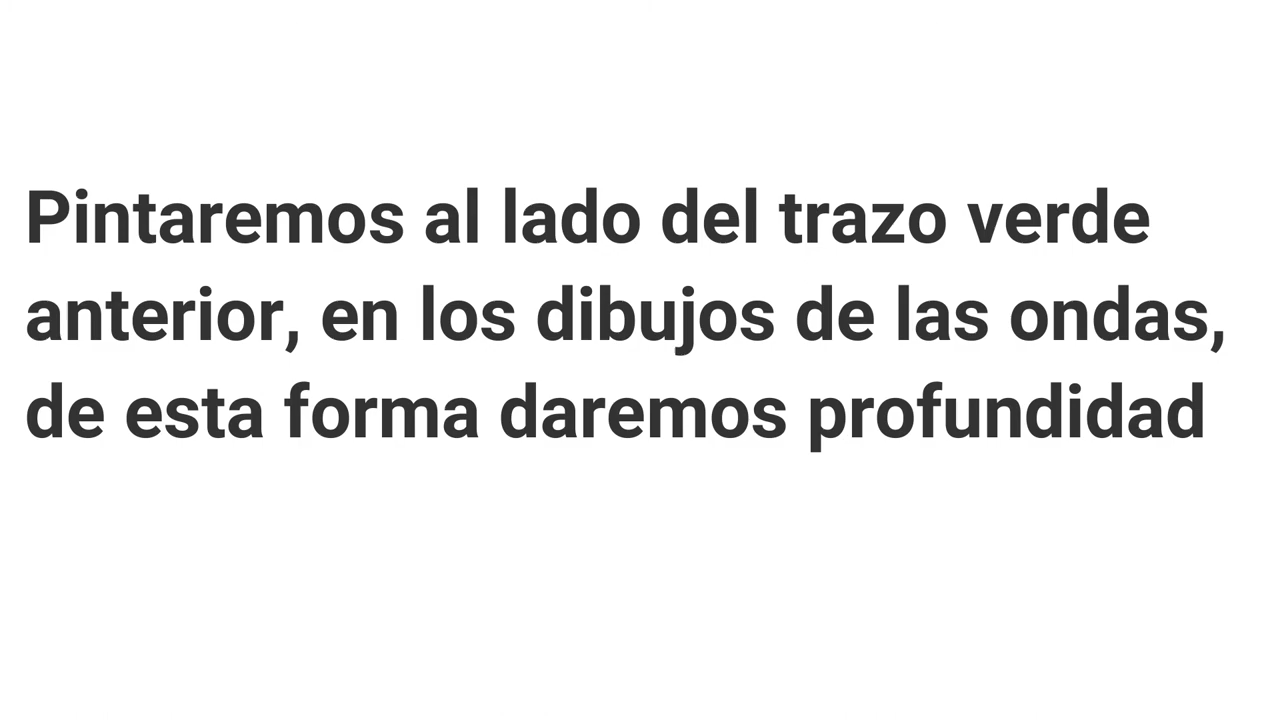 Pintaremos al lado del trazo verde
anterior, en los dibujos de las ondas,
de esta forma daremos profundidad